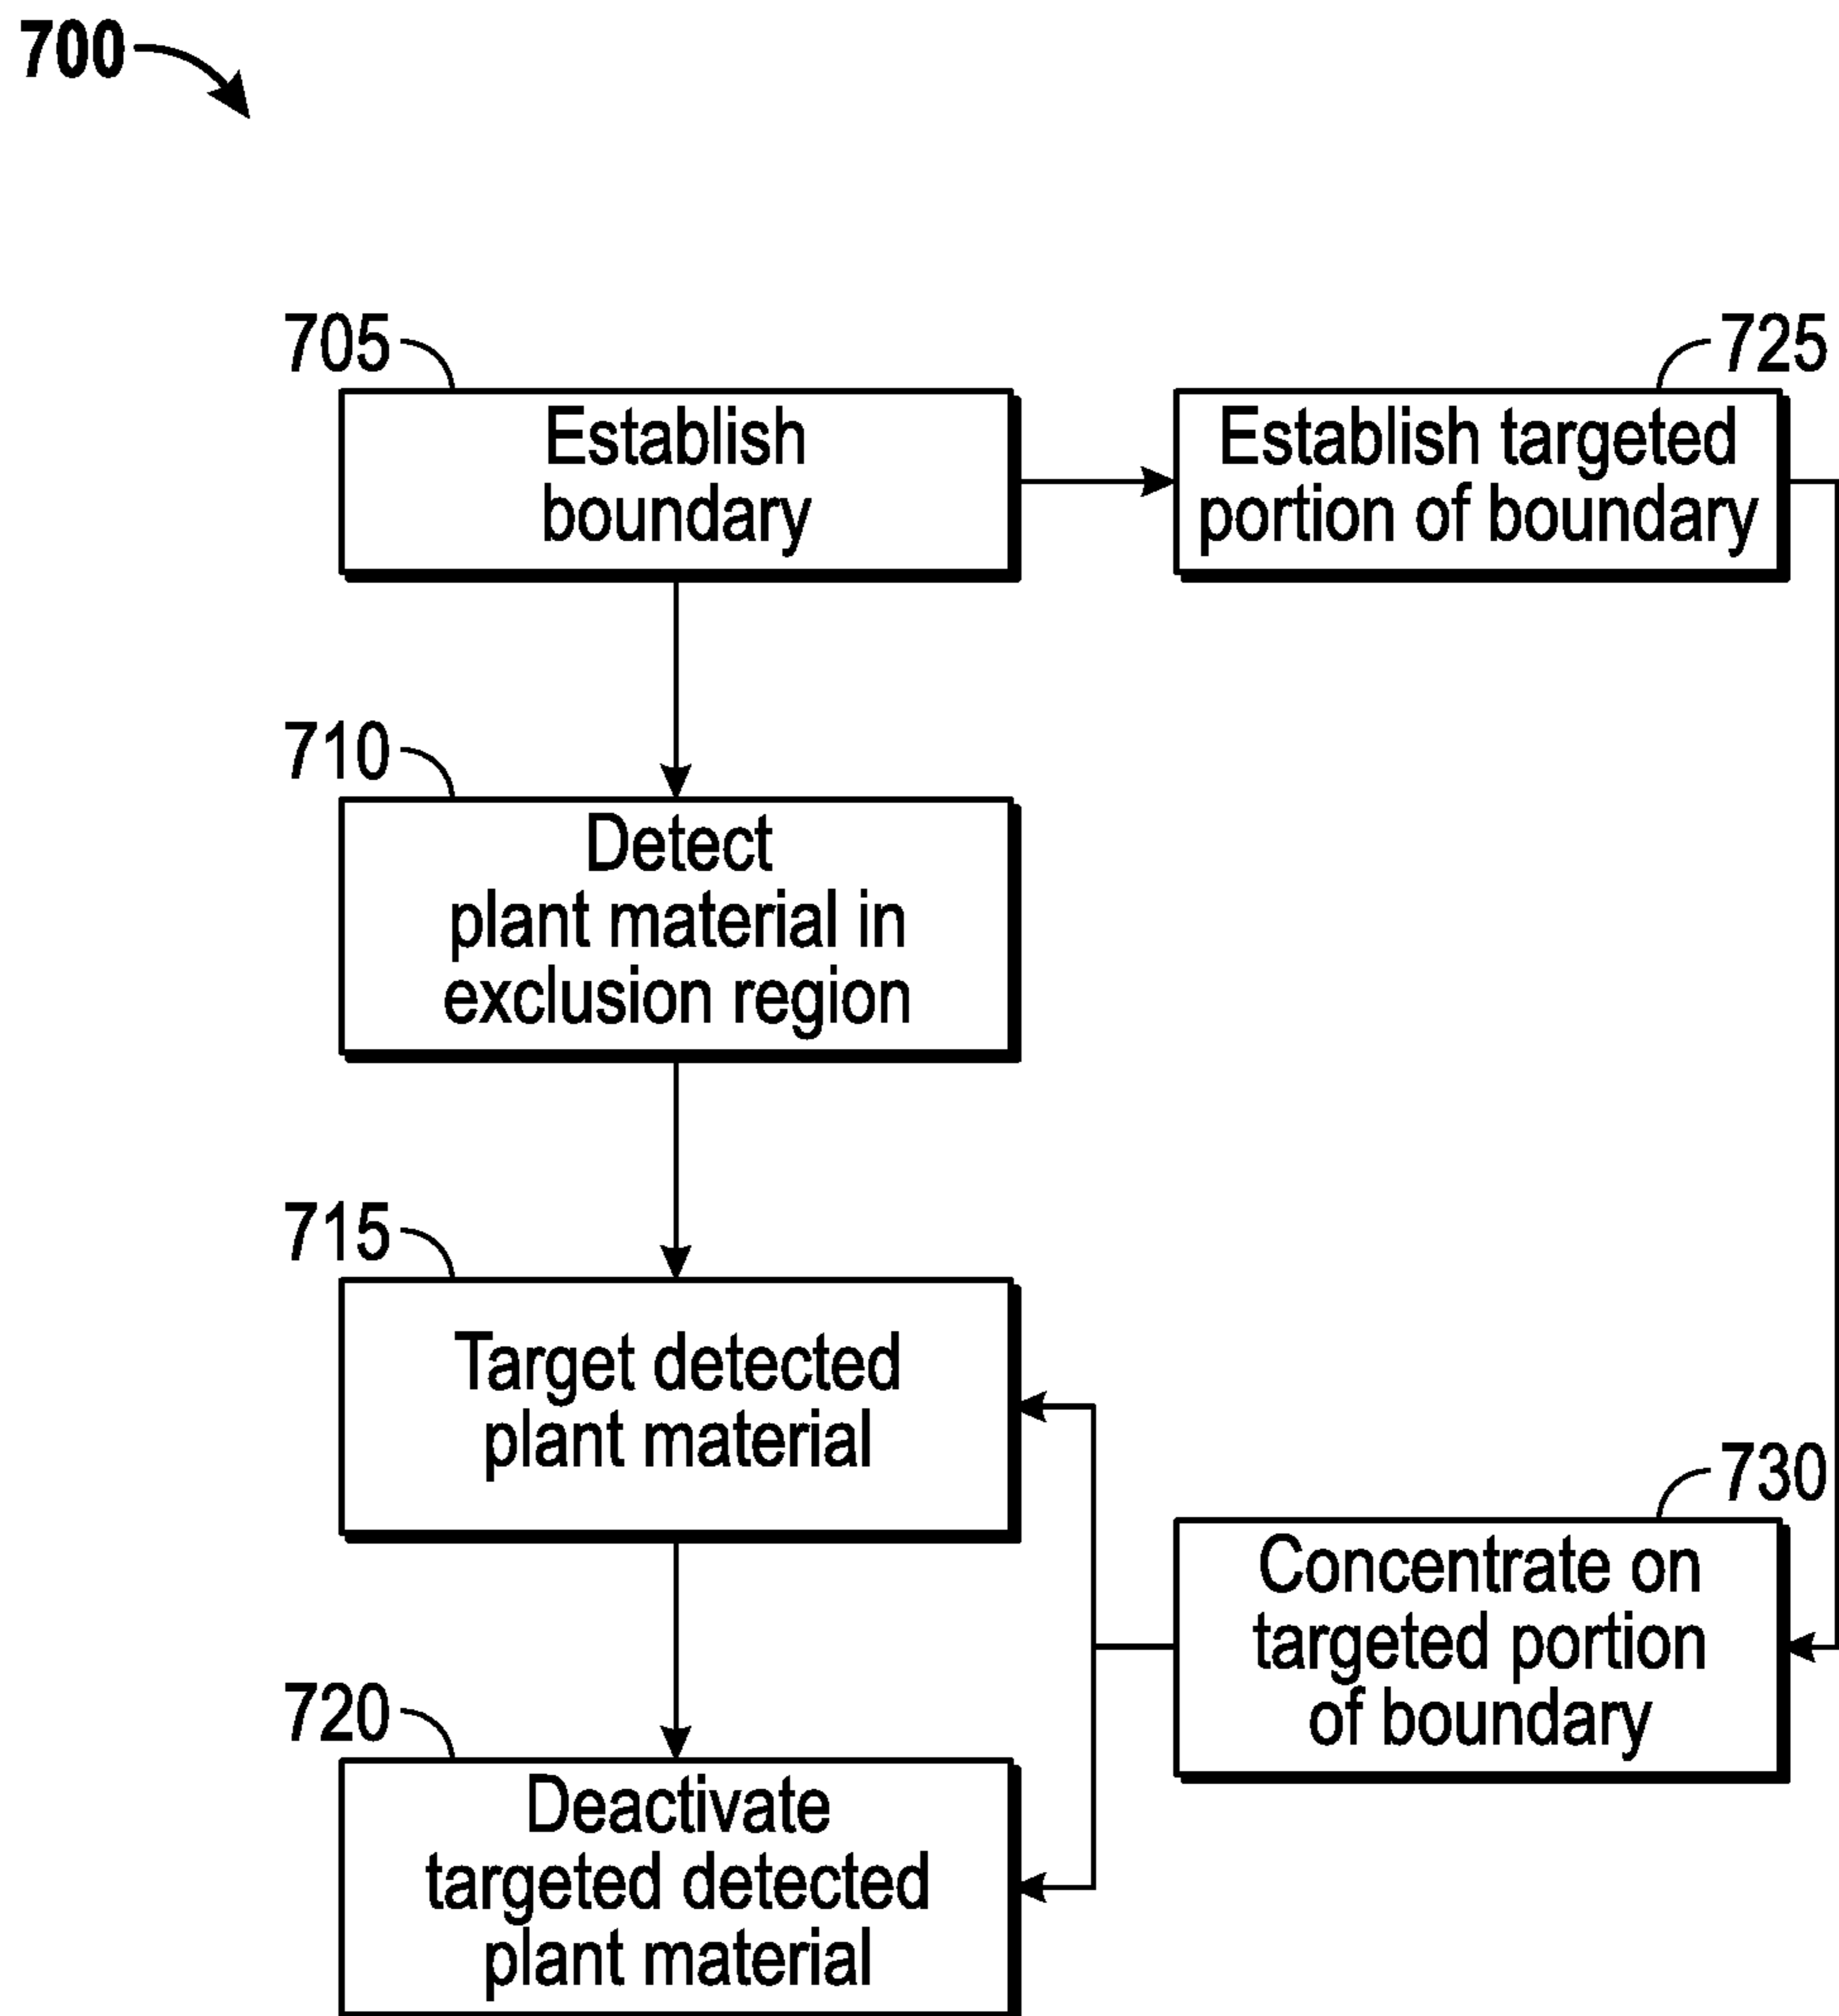 700
705
Establish
boundary
725
Establish targeted
portion of boundary
710
Detect
plant material in
exclusion region
715
Target detected
plant material
730
Concentrate on
targeted portion
of boundary
720
Deactivate
targeted detected
plant material